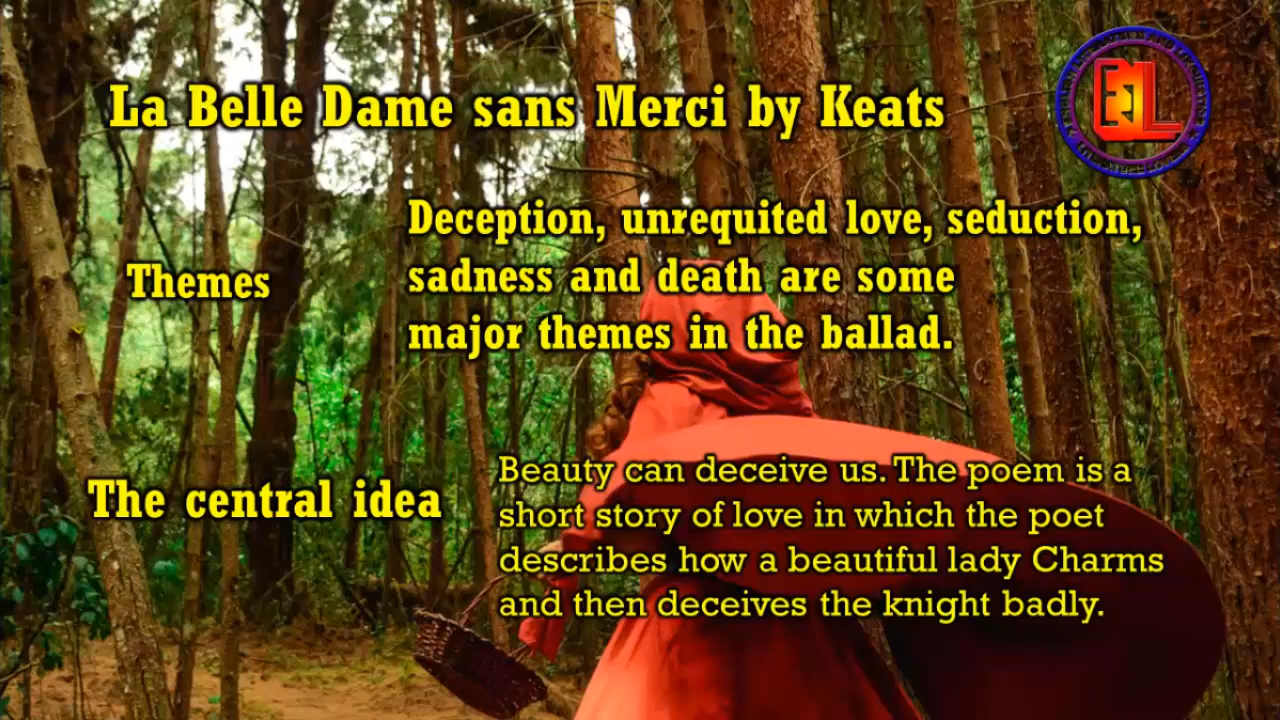 La Belle Dame sans Merci by Keats
Deception, unrequited love, seduction,
Themes
sadness and death are some
major themes in the ballad.
The central idea
Beauty can deceive us. The poem is a
short story of love in which the poet
describes how a beautiful lady Charms
and then deceives the knight badly.